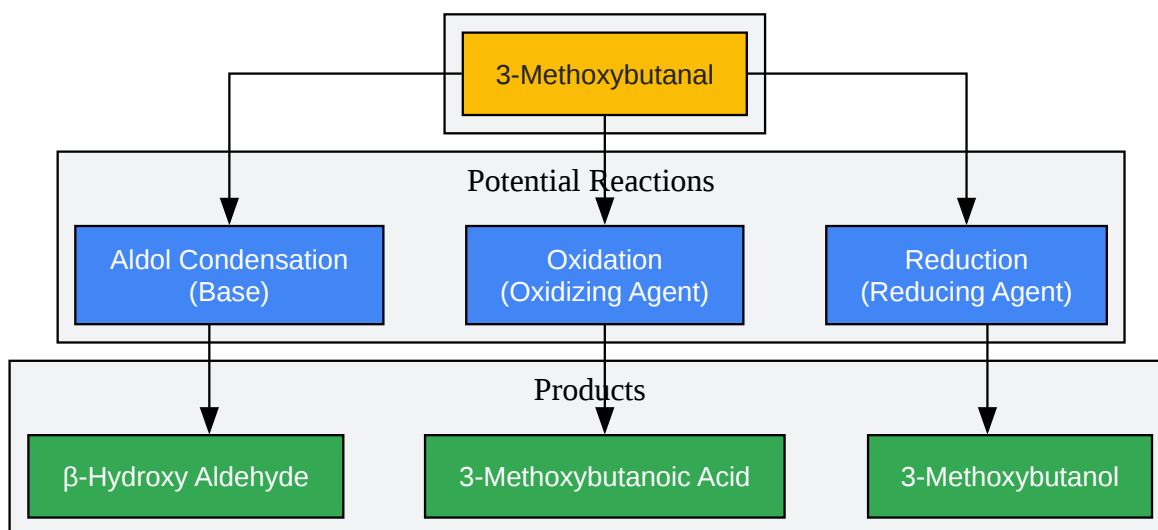 3-Methoxybutanal
Potential Reactions
Aldol Condensation
(Base)
Oxidation
(Oxidizing Agent)
Reduction
(Reducing Agent)
Products
β-Hydroxy Aldehyde
3-Methoxybutanoic Acid
3-Methoxybutanol